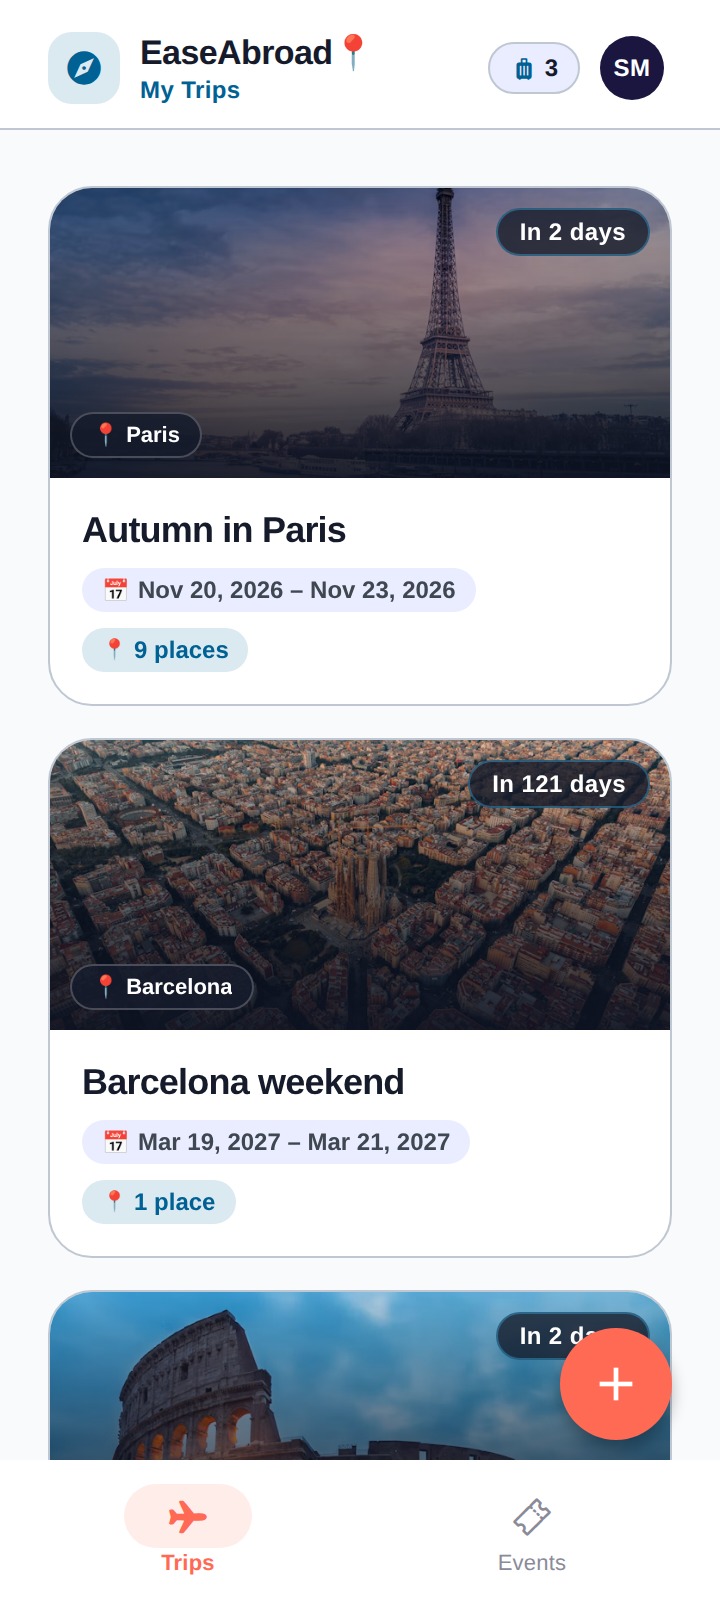 EaseAbroad📍
My Trips
3
SM
In 2 days
📍 Paris
Autumn in Paris
📅 Nov 20, 2026 – Nov 23, 2026
📍 9 places
In 121 days
📍 Barcelona
Barcelona weekend
📅 Mar 19, 2027 – Mar 21, 2027
📍 1 place
In 2
+
Trips
Events